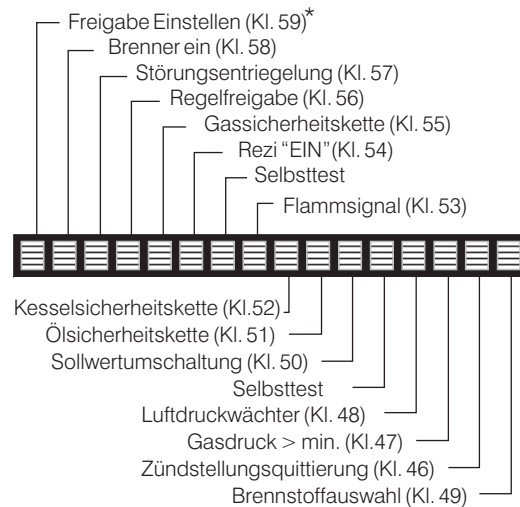 Freigabe Einstellen (Kl. 59)*
Brenner ein (Kl. 58)
Störungsentriegelung (Kl. 57)
Regelfreigabe (Kl. 56)
Gassicherheitskette (Kl. 55)
Rezi “EIN”(Kl. 54)
Selbsttest
Flammsignal (Kl. 53)
Kesselsicherheitskette (Kl.52)
Ölsicherheitskette (Kl. 51)
Sollwertumschaltung (Kl. 50)
Selbsttest
Luftdruckwächter (Kl. 48)
Gasdruck > min. (Kl.47)
Zündstellungsquittierung (Kl. 46)
Brennstoffauswahl (Kl. 49)